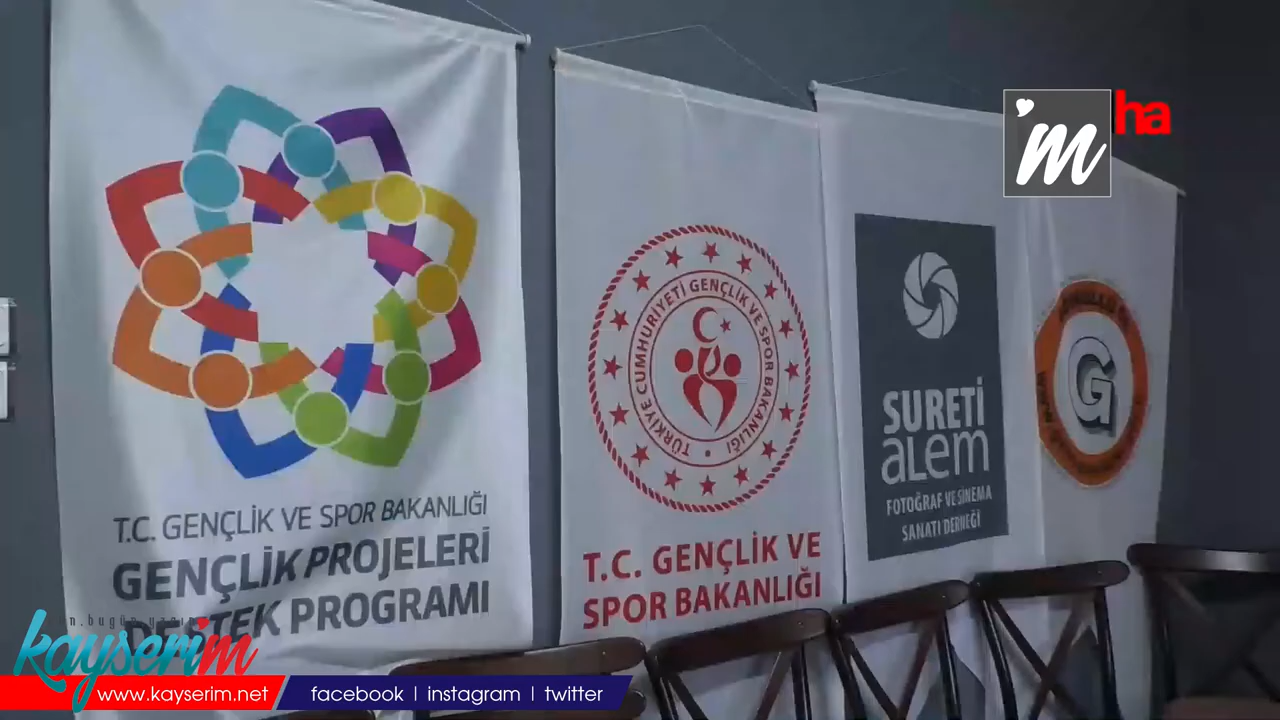 'm
ha
T.C. GENÇLİK VE SPOR BAKANLIĞI
GENÇLİK PROJELERİ
DESTEK PROGRAMI
TÜRKİYE CUMHURİYETİ GENÇLİK VE SPOR BAKANLIĞI
T.C. GENÇLİK VE
SPOR BAKANLIĞI
SURETİ
aLem
FOTOĞRAF VE SİNEMA
SANATI DERNEĞİ
G
kayserim
www.kayserim.net
facebook | instagram | twitter